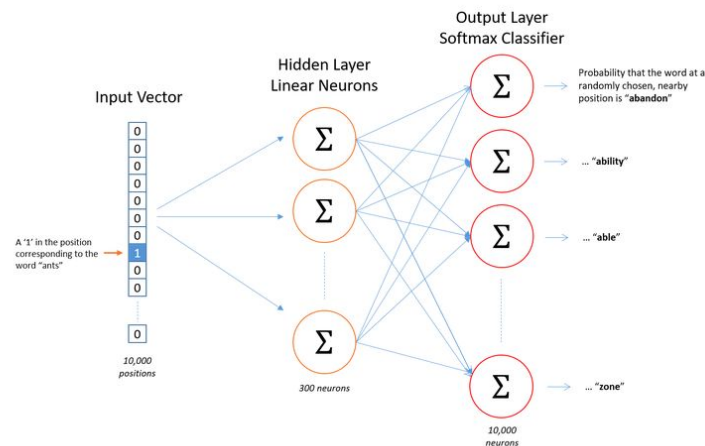 Output Layer
Softmax Classifier
Hidden Layer
Linear Neurons
Input Vector
Probability that the word at a
randomly chosen, nearby
position is “abandon”
... “ability”
... “able”
... “zone”
A ‘1’ in the position
corresponding to the
word “ants”
0
0
0
0
0
0
0
1
0
0
0
10,000
positions
Σ
Σ
Σ
300 neurons
Σ
Σ
Σ
Σ
10,000
neurons